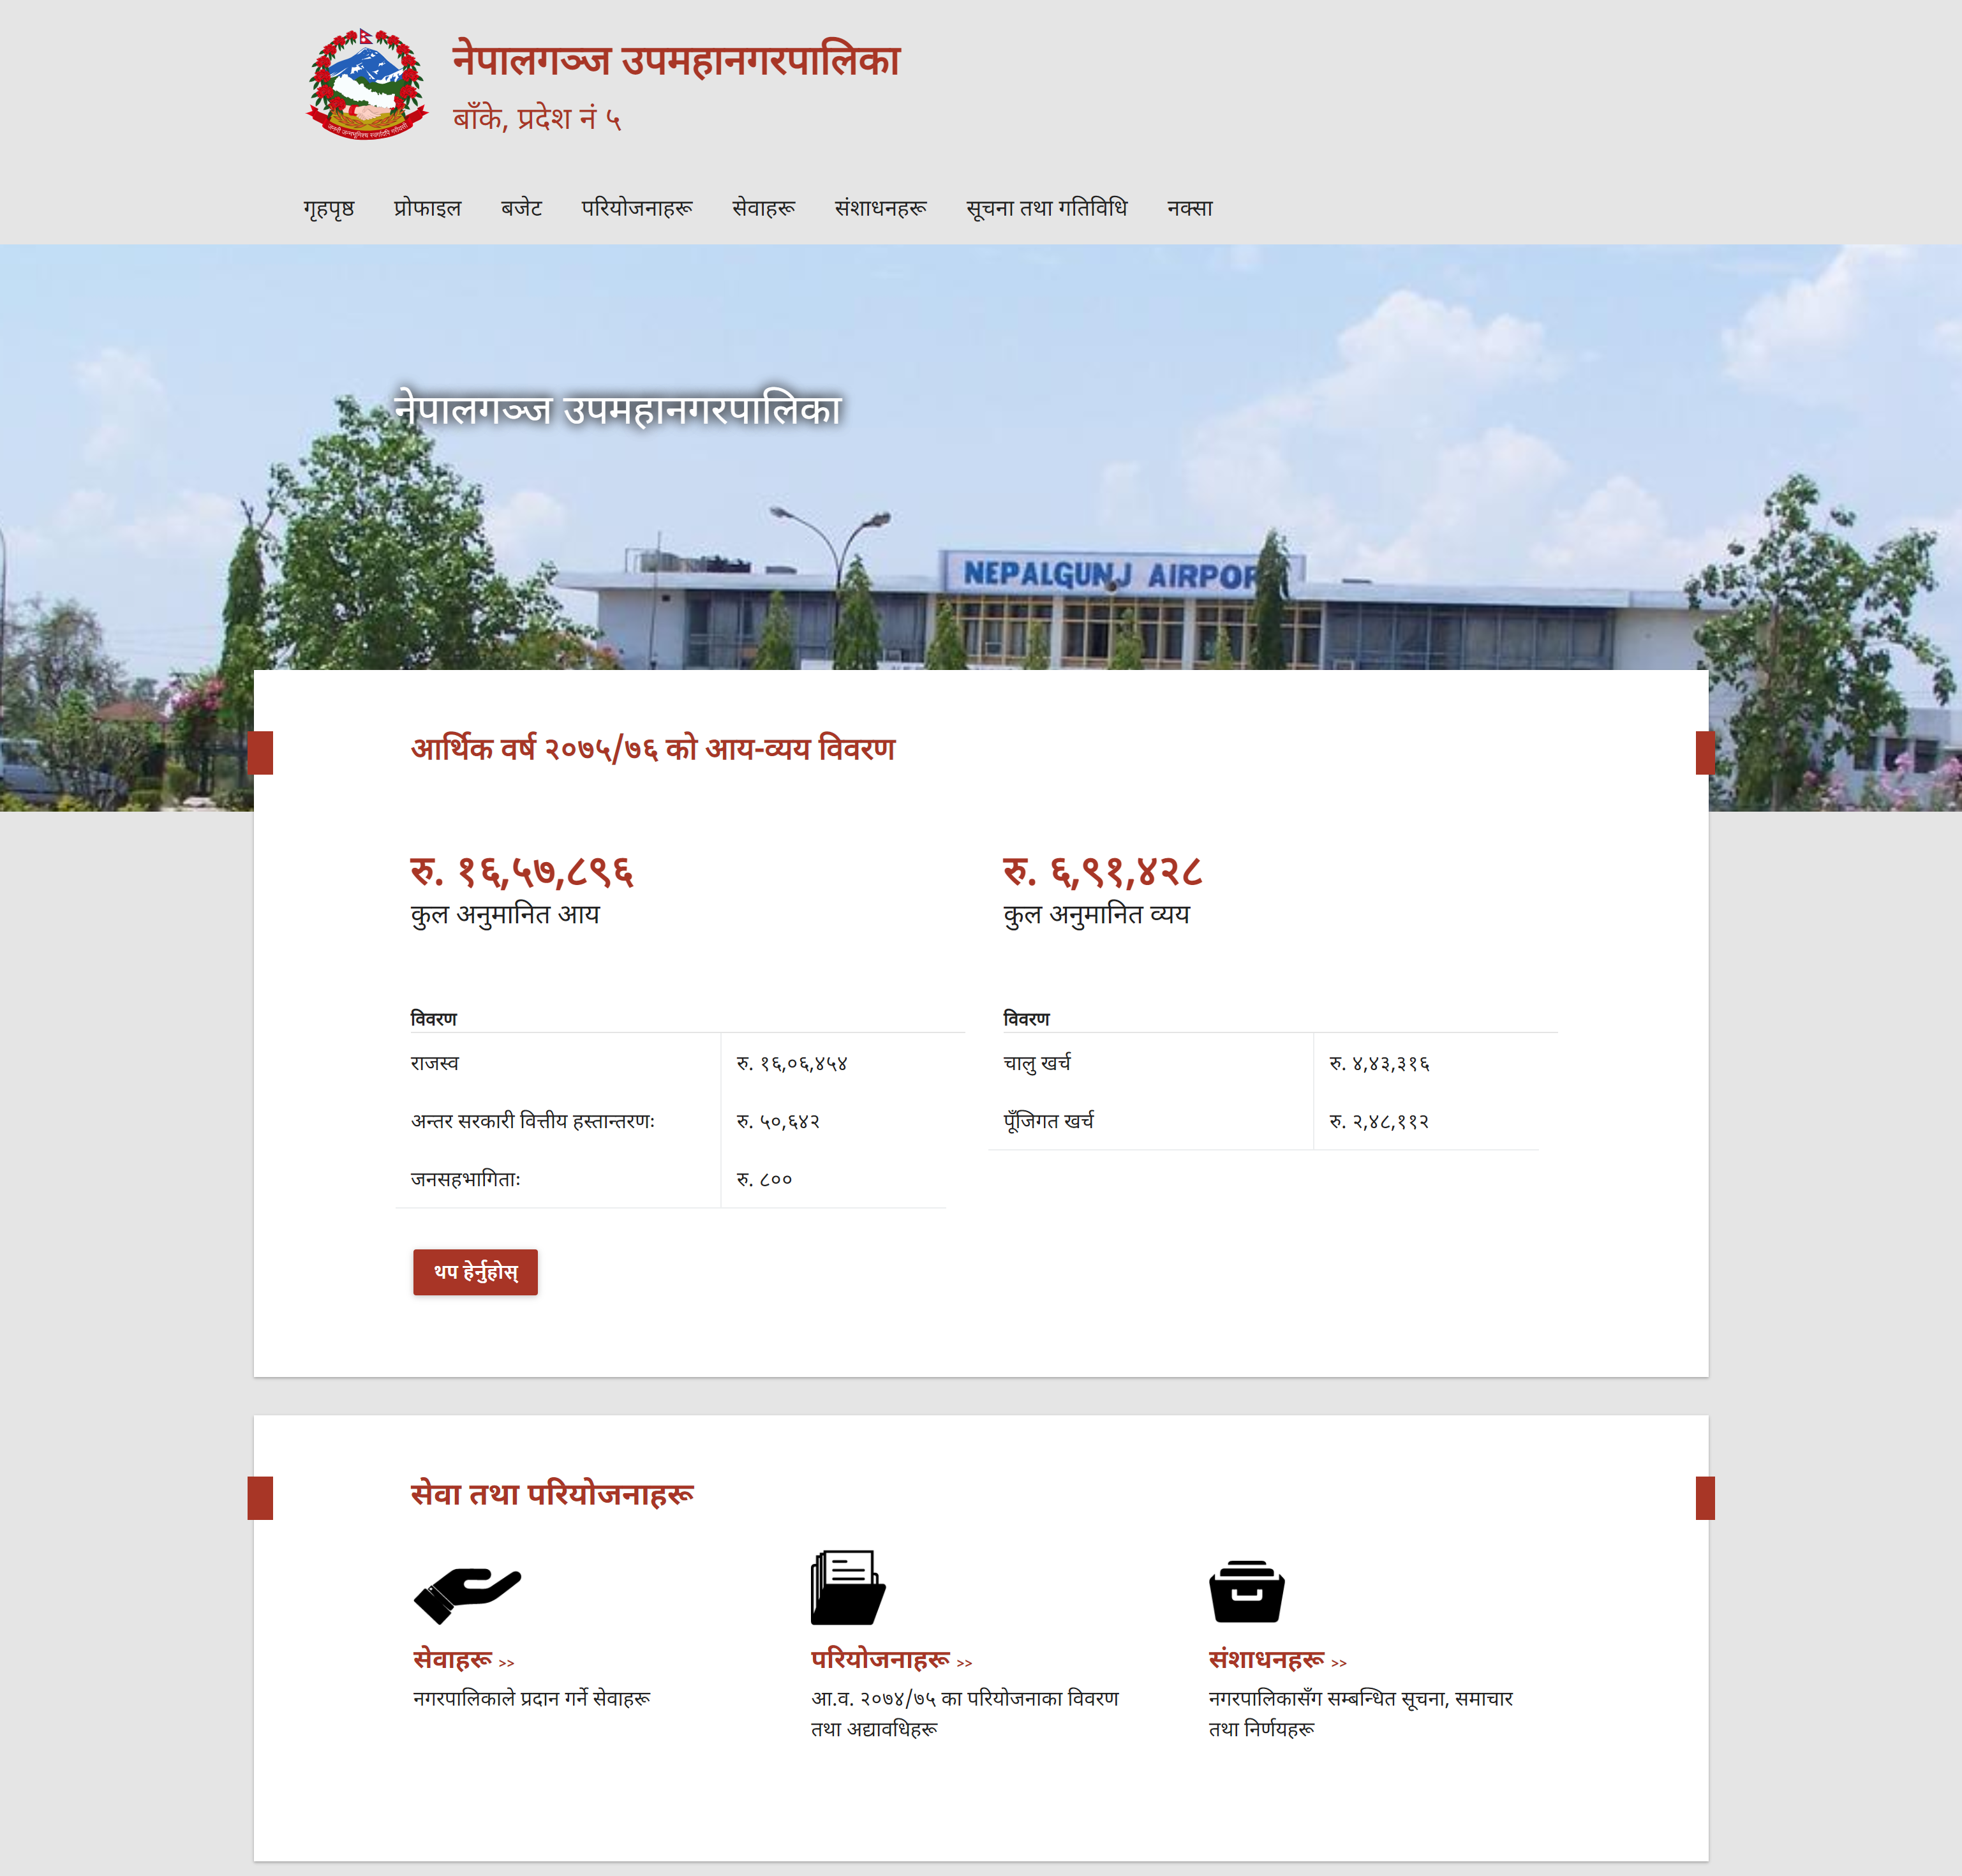 नेपालगञ्ज उपमहानगरपालिका
बाँके, प्रदेश नं ५
गृहपृष्ठ प्रोफाइल बजेट परियोजनाहरू सेवाहरू संशाधनहरू सूचना तथा गतिविधि नक्सा
नेपालगञ्ज उपमहानगरपालिका
NEPALGUNJ AIRPOR
आर्थिक वर्ष २०७५/७६ को आय-व्यय विवरण
रु. १६,५७,८९६
कुल अनुमानित आय
विवरण
राजस्व रु. १६,०६,४५४
अन्तर सरकारी वित्तीय हस्तान्तरणः रु. ५०,६४२
जनसहभागिताः रु. ८००
रु. ६,९१,४२८
कुल अनुमानित व्यय
विवरण
चालु खर्च रु. ४,४३,३१६
पूँजिगत खर्च रु. २,४८,११२
थप हेर्नुहोस्
सेवा तथा परियोजनाहरू
सेवाहरू >>
नगरपालिकाले प्रदान गर्ने सेवाहरू
परियोजनाहरू >>
आ.व. २०७४/७५ का परियोजनाका विवरण
तथा अद्यावधिहरू
संशाधनहरू >>
नगरपालिकासँग सम्बन्धित सूचना, समाचार
तथा निर्णयहरू